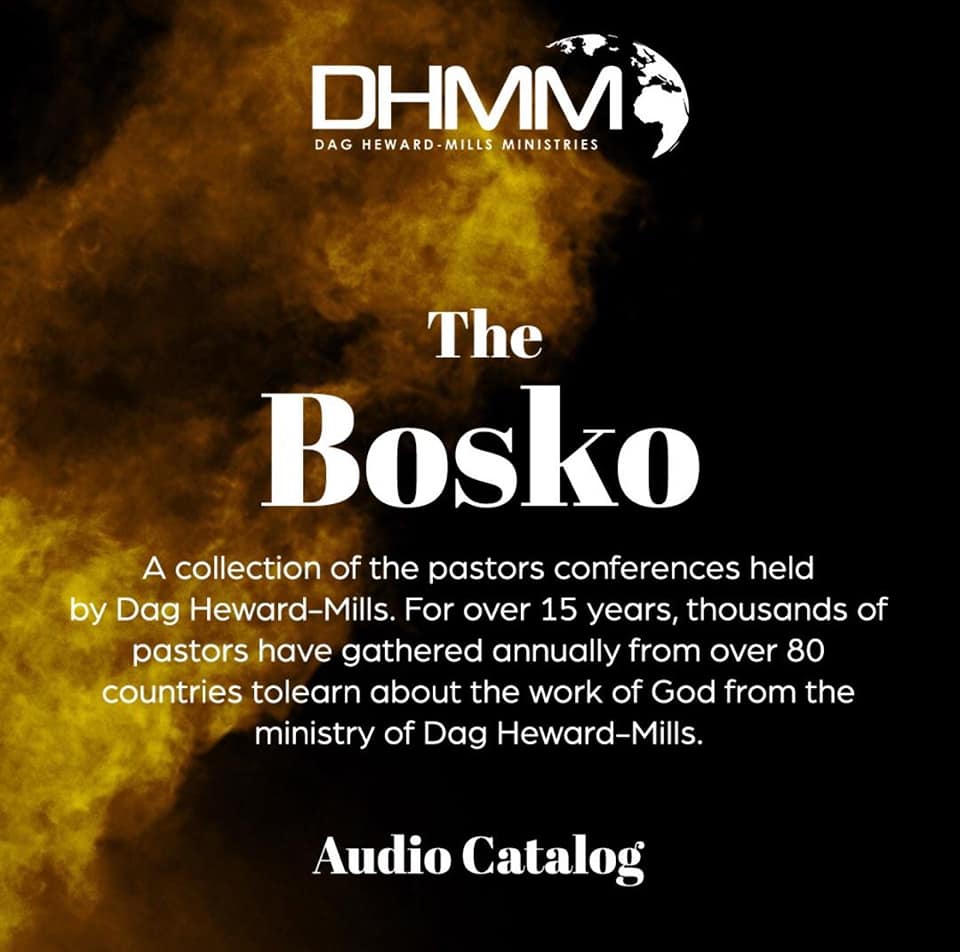 DHMM
DAG HEWARD-MILLS MINISTRIES
The
Bosko
A collection of the pastors conferences held
by Dag Heward-Mills. For over 15 years, thousands of
pastors have gathered annually from over 80
countries tolearn about the work of God from the
ministry of Dag Heward-Mills.
Audio Catalog